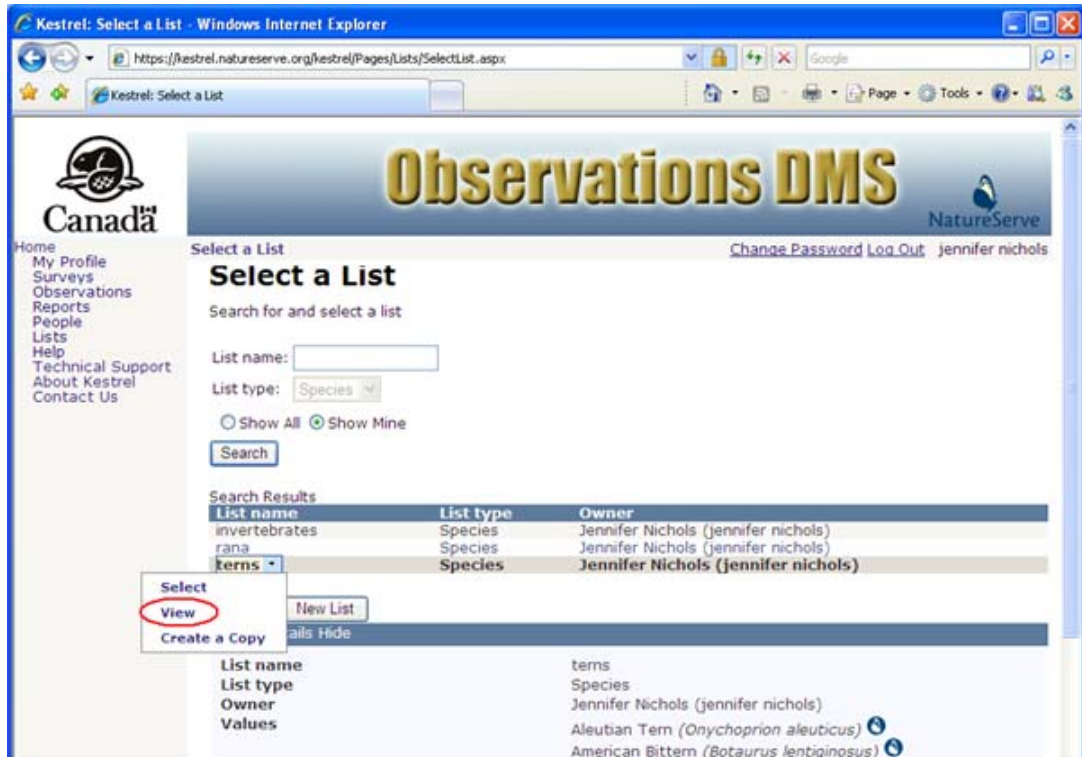 Kestrel: Select a List - Windows Internet Explorer
https://kestrel.natureserve.org/kestrel/Pages/Lists/SelectList.aspx
Google
Kestrel: Select a List
Page
Tools
Canadä
Observations DMS
NatureServe
Home
My Profile
Surveys
Observations
Reports
People
Lists
Help
Technical Support
About Kestrel
Contact Us
Select a List
Change Password Log Out jennifer nichols
Select a List
Search for and select a list
List name:
List type: Species
Show All Show Mine
Search
Search Results
List name List type Owner
invertebrates Species Jennifer Nichols (jennifer nichols)
rana Species Jennifer Nichols (jennifer nichols)
terns Species Jennifer Nichols (jennifer nichols)
Select
View
Create a Copy
New List
ails Hide
List name terns
List type Species
Owner Jennifer Nichols (jennifer nichols)
Values Aleutian Tern (Onychoprion aleuticus)
American Bittern (Botaurus lentiginosus)